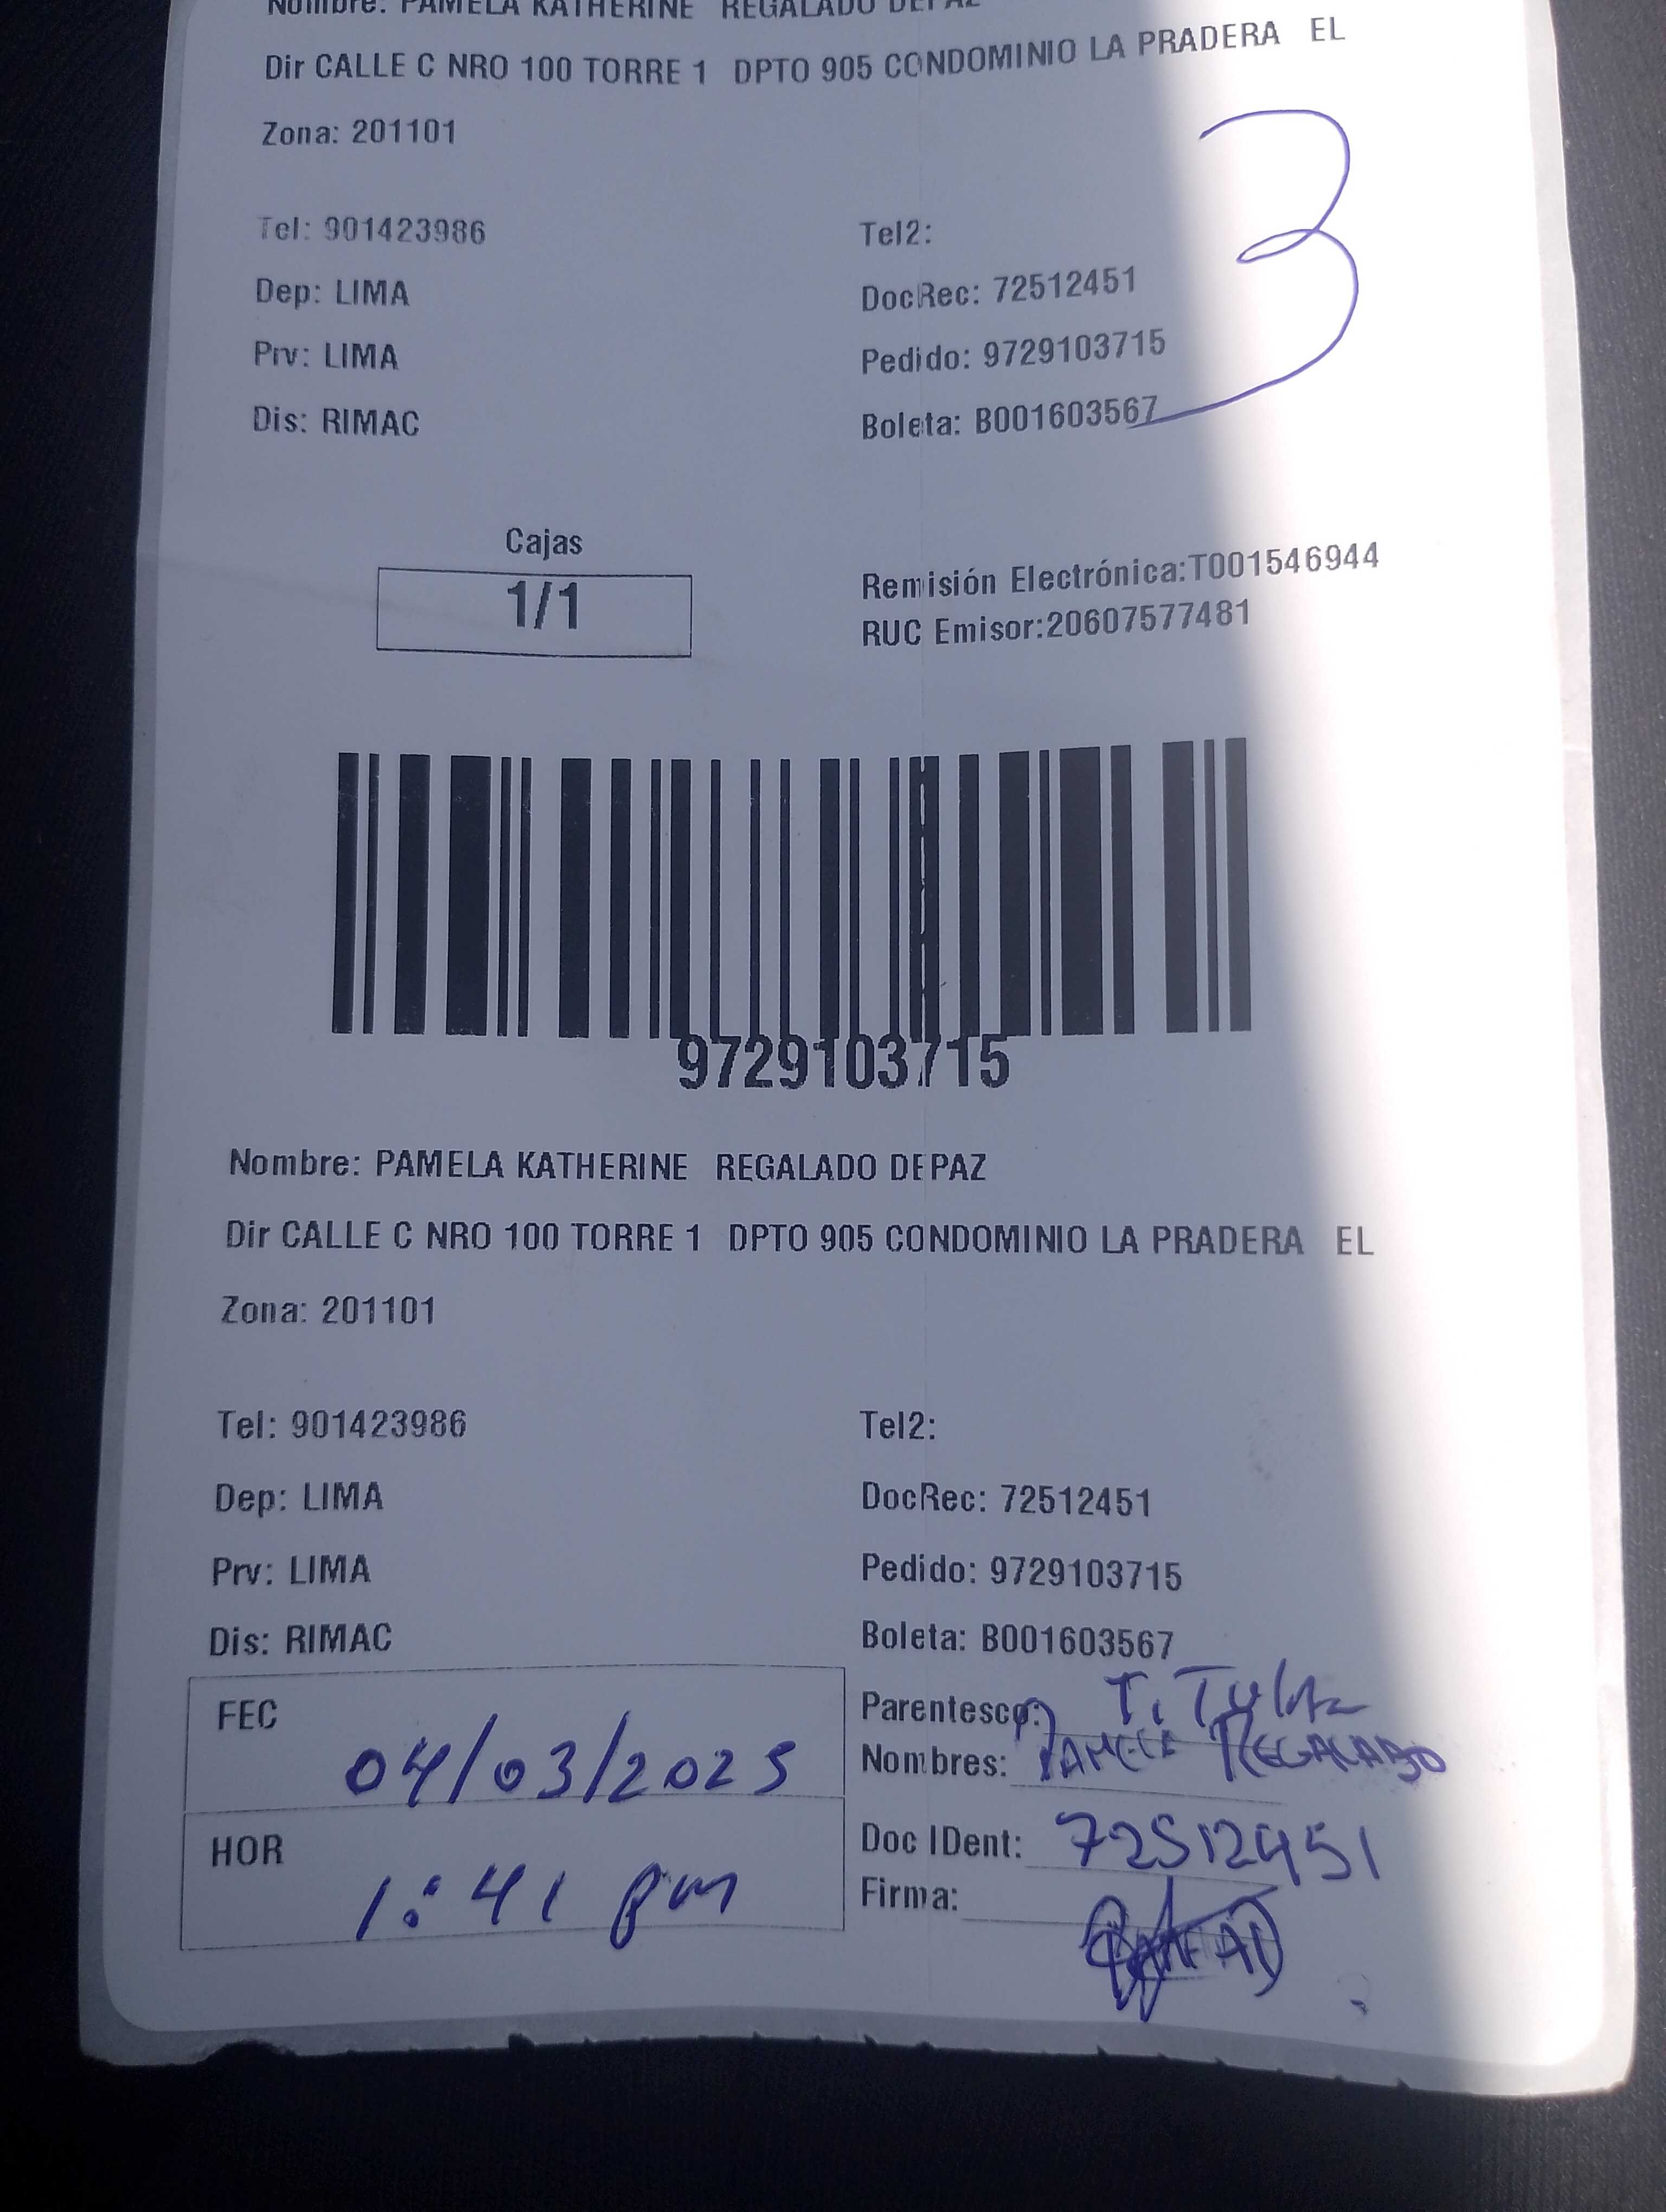 Nombre: PAMELA KATHERINE REGALADO DEPAZ
Dir CALLE C NRO 100 TORRE 1 DPTO 905 CONDOMINIO LA PRADERA EL
Zona: 201101
3
Tel: 901423986 Tel2:
Dep: LIMA DocRec: 72512451
Prv: LIMA Pedido: 9729103715
Dis: RIMAC Boleta: B001603567
Cajas
1/1
Remisión Electrónica:T001546944
RUC Emisor:20607577481
9729103715
Nombre: PAMELA KATHERINE REGALADO DEPAZ
Dir CALLE C NRO 100 TORRE 1 DPTO 905 CONDOMINIO LA PRADERA EL
Zona: 201101
Tel: 901423986 Tel2:
Dep: LIMA DocRec: 72512451
Prv: LIMA Pedido: 9729103715
Dis: RIMAC Boleta: B001603567
FEC 04/03/2025
HOR 1:41 pm
Parentesco:
Nombres: PAMELA REGALADO
Doc IDent: 72512451
Firma: